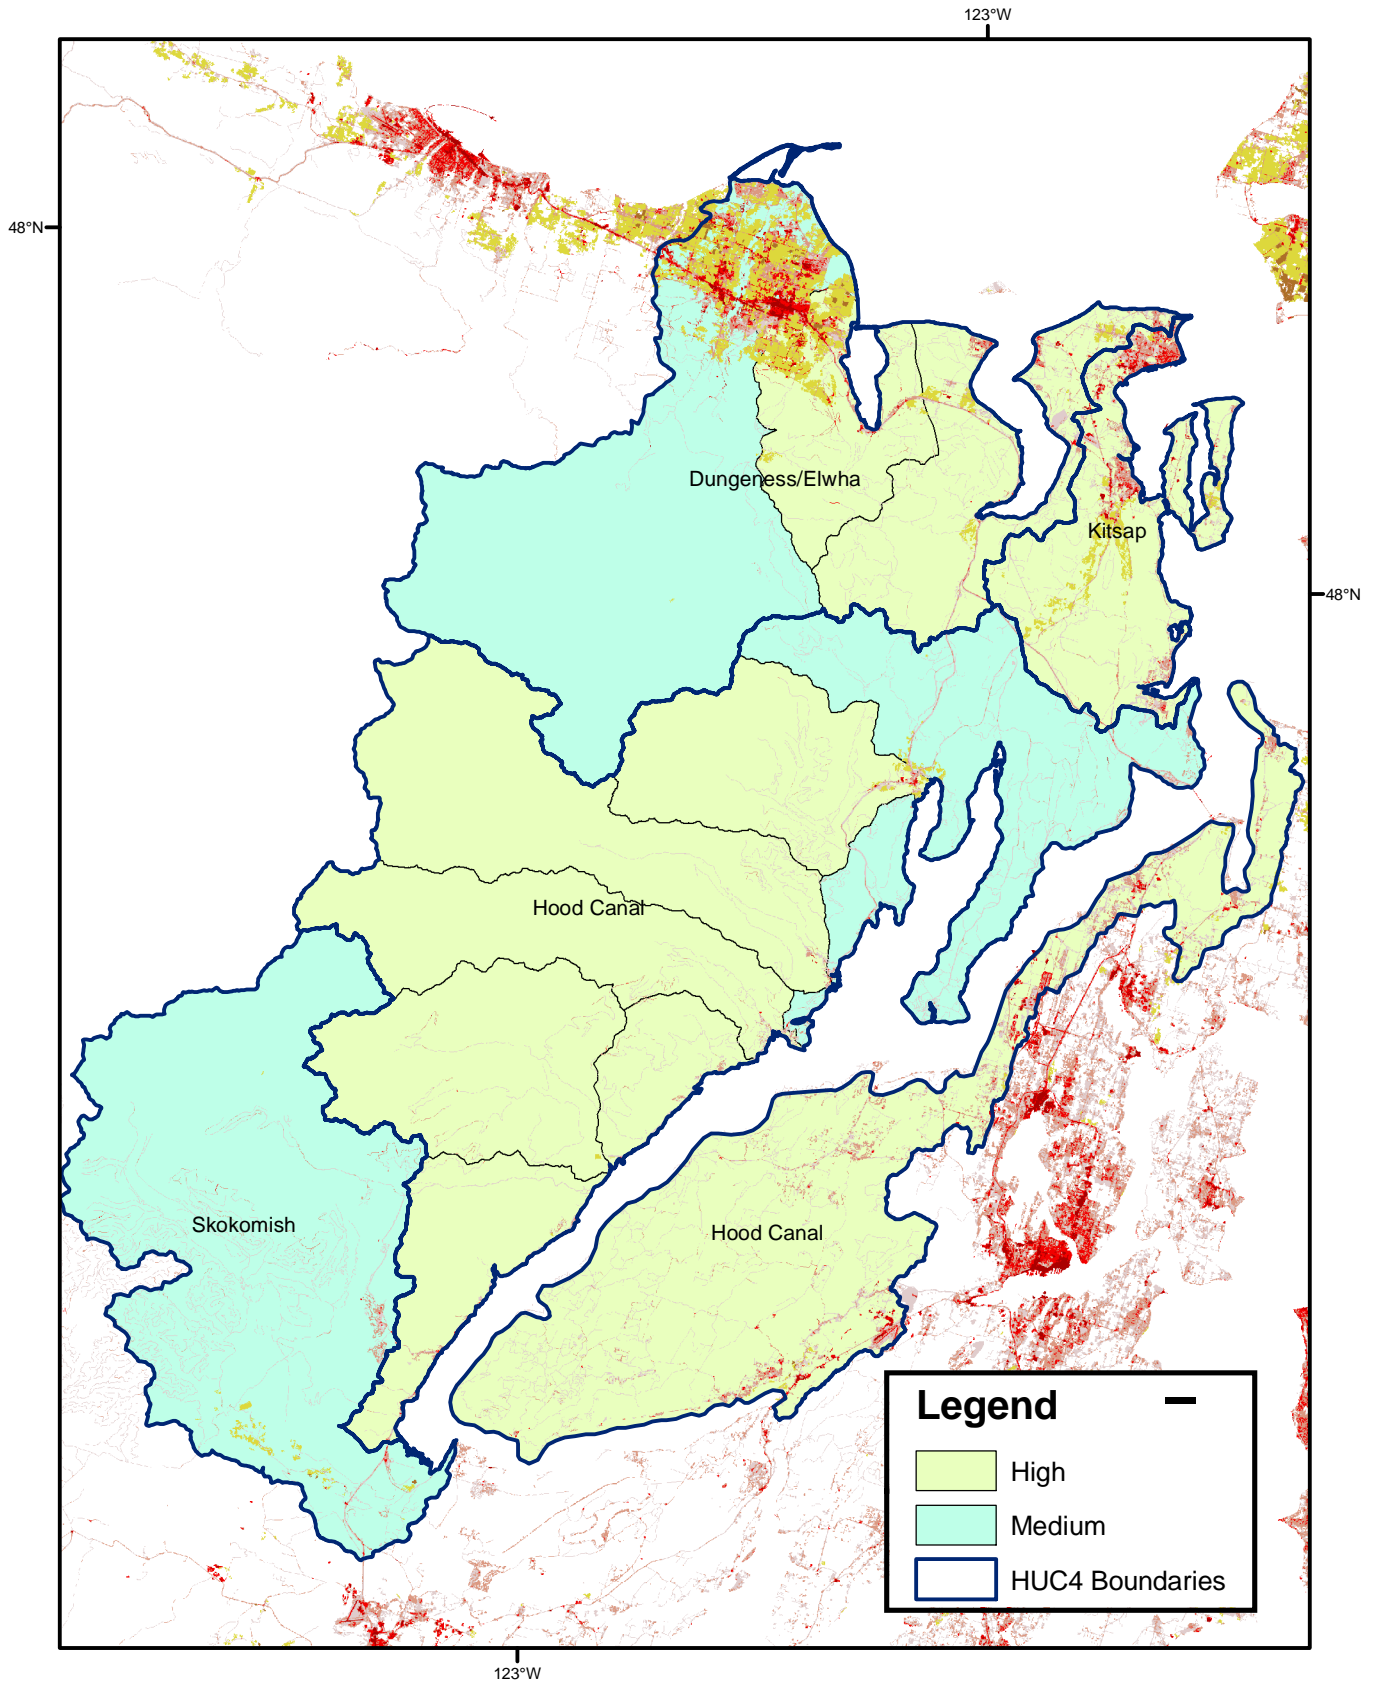 123°W
48°N
Dungeness/Elwha
Kitsap
48°N
Hood Canal
Skokomish
Hood Canal
Legend
High
Medium
HUC4 Boundaries
123°W